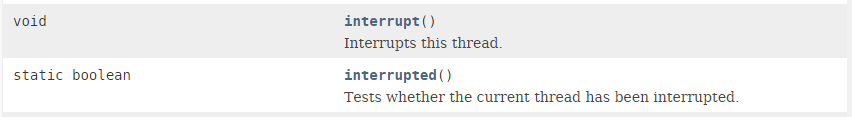 void interrupt()
Interrupts this thread.
static boolean interrupted()
Tests whether the current thread has been interrupted.